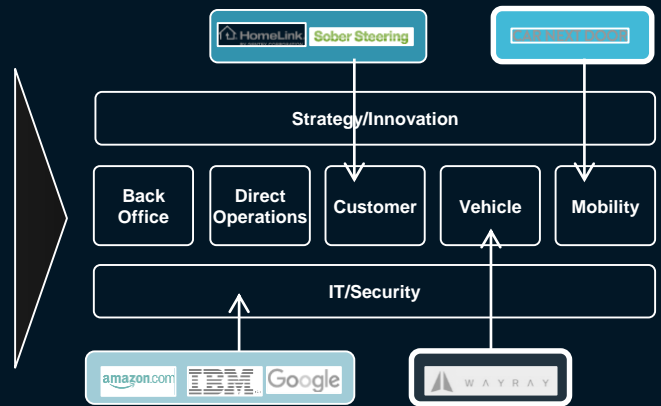 HomeLink Sober Steering
CAR NEXT DOOR
Strategy/Innovation
Back
Office
Direct
Operations
Customer
Vehicle
Mobility
IT/Security
amazon.com IBM Google
WAYRAY